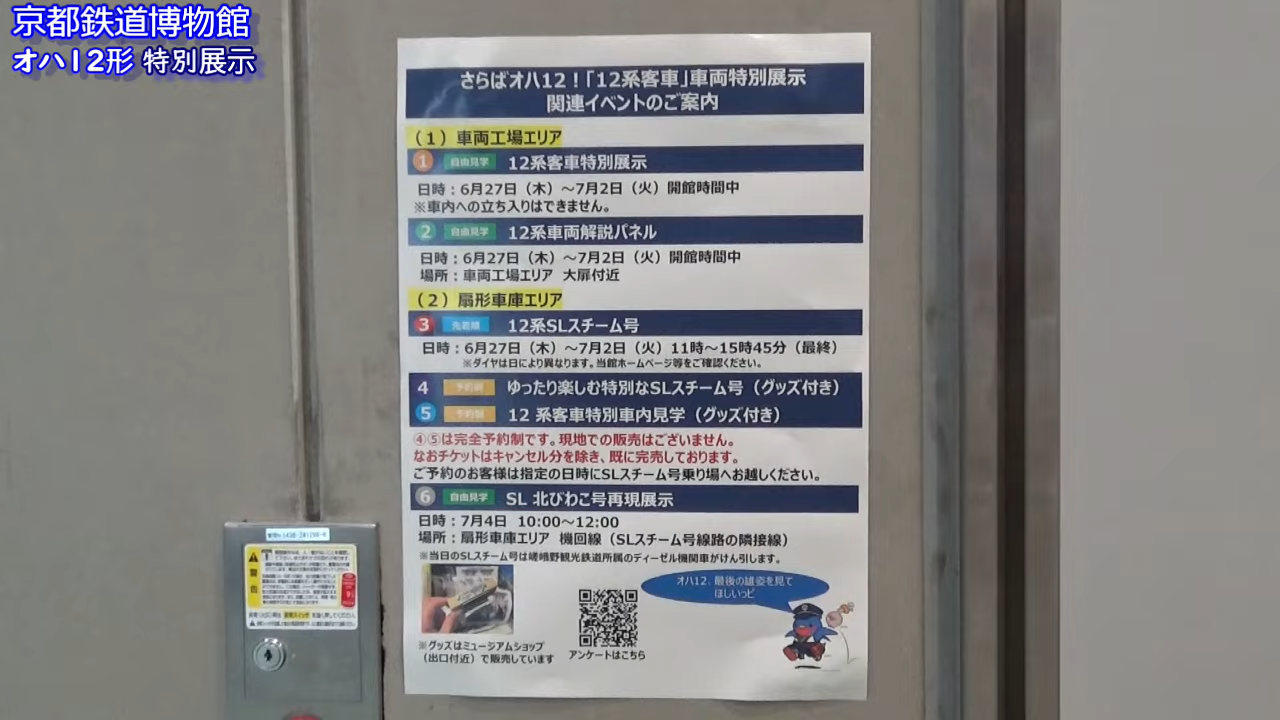 京都鉄道博物館
オハ12形 特別展示
さらばオハ12！「12系客車」車両特別展示
関連イベントのご案内
（1）車両工場エリア
1 自由見学 12系客車特別展示
日時：6月27日（木）～7月2日（火）開館時間中
※車内への立ち入りはできません。
2 自由見学 12系車両解説パネル
日時：6月27日（木）～7月2日（火）開館時間中
場所：車両工場エリア 大扉付近
（2）扇形車庫エリア
3 先着順 12系SLスチーム号
日時：6月27日（木）～7月2日（火）11時～15時45分（最終）
※ダイヤは日により異なります。当館ホームページ等をご確認ください。
4 予約制 ゆったり楽しむ特別なSLスチーム号（グッズ付き）
5 予約制 12 系客車特別車内見学（グッズ付き）
④⑤は完全予約制です。現地での販売はございません。
なおチケットはキャンセル分を除き、既に完売しております。
ご予約のお客様は指定の日時にSLスチーム号乗り場へお越しください。
6 自由見学 SL 北びわこ号再現展示
日時：7月4日 10:00～12:00
場所：扇形車庫エリア 機回線（SLスチーム号線路の隣接線）
※当日のSLスチーム号は嵯峨野観光鉄道所属のディーゼル機関車がけん引します。
オハ12、最後の雄姿を見て
ほしいっピ
※グッズはミュージアムショップ
（出口付近）で販売しています
アンケートはこちら
警告